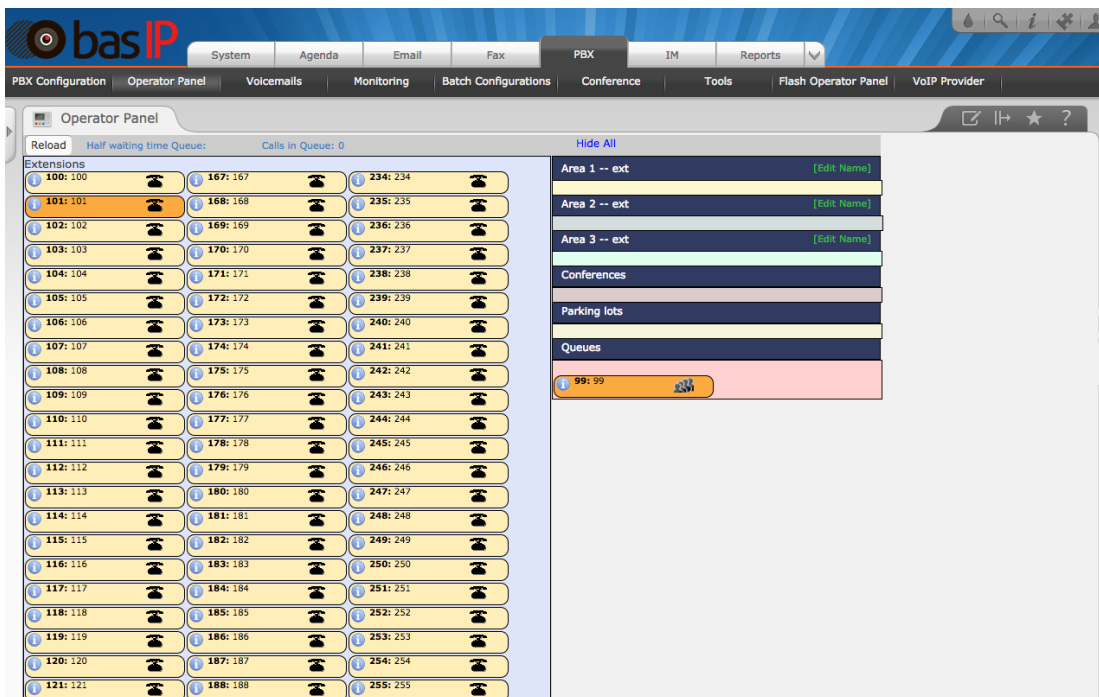 bas IP
System Agenda Email Fax PBX IM Reports
PBX Configuration Operator Panel Voicemails Monitoring Batch Configurations Conference Tools Flash Operator Panel VoIP Provider
Operator Panel
Reload Half waiting time Queue: Calls in Queue: 0 Hide All
Extensions
100: 100 167: 167 234: 234
101: 101 168: 168 235: 235
102: 102 169: 169 236: 236
103: 103 170: 170 237: 237
104: 104 171: 171 238: 238
105: 105 172: 172 239: 239
106: 106 173: 173 240: 240
107: 107 174: 174 241: 241
108: 108 175: 175 242: 242
109: 109 176: 176 243: 243
110: 110 177: 177 244: 244
111: 111 178: 178 245: 245
112: 112 179: 179 246: 246
113: 113 180: 180 247: 247
114: 114 181: 181 248: 248
115: 115 182: 182 249: 249
116: 116 183: 183 250: 250
117: 117 184: 184 251: 251
118: 118 185: 185 252: 252
119: 119 186: 186 253: 253
120: 120 187: 187 254: 254
121: 121 188: 188 255: 255
Area 1 -- ext [Edit Name]
Area 2 -- ext [Edit Name]
Area 3 -- ext [Edit Name]
Conferences
Parking lots
Queues
99: 99